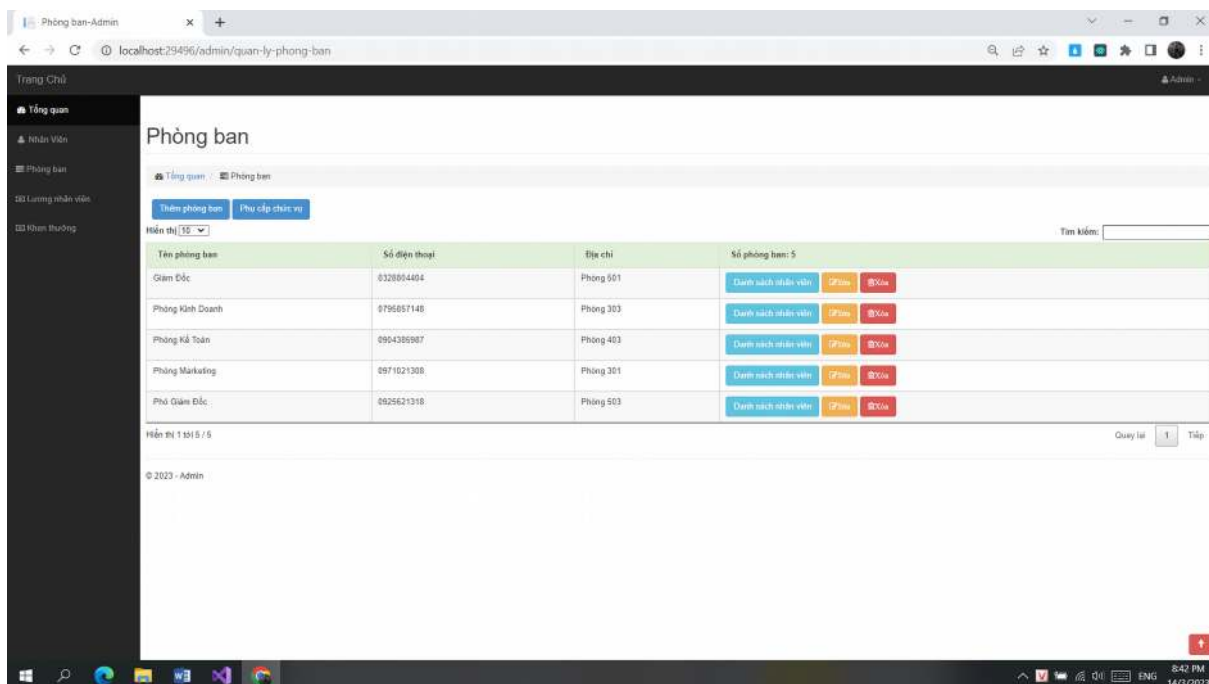 Phòng ban-Admin
localhost:29496/admin/quan-ly-phong-ban
Trang Chủ
Admin
Tổng quan
Nhân Viên
Phòng ban
Lương nhân viên
Khen thưởng
Phòng ban
Tổng quan / Phòng ban
Thêm phòng ban Phụ cấp chức vụ
Hiển thị 10
Tìm kiếm:
Tên phòng ban Số điện thoại Địa chỉ Số phòng ban: 5
Giám Đốc 0328804404 Phòng 501 Danh sách nhân viên Sửa Xóa
Phòng Kinh Doanh 0795857148 Phòng 303 Danh sách nhân viên Sửa Xóa
Phòng Kế Toán 0904386987 Phòng 403 Danh sách nhân viên Sửa Xóa
Phòng Marketing 0971021308 Phòng 301 Danh sách nhân viên Sửa Xóa
Phó Giám Đốc 0925621318 Phòng 503 Danh sách nhân viên Sửa Xóa
Hiển thị 1 tới 5 / 5
Quay lại 1 Tiếp
© 2023 - Admin
ENG
8:42 PM
14/3/2023